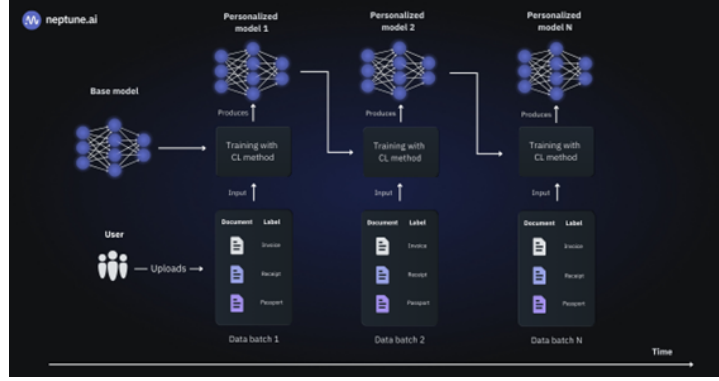 neptune.ai
Personalized
model 1
Personalized
model 2
Personalized
model N
Base model
Produces
Produces
Produces
Training with
CL method
Training with
CL method
Training with
CL method
Input
Input
Input
User
Uploads
Document Label
Invoice
Receipt
Passport
Document Label
Invoice
Receipt
Passport
Document Label
Invoice
Receipt
Passport
Data batch 1
Data batch 2
Data batch N
Time